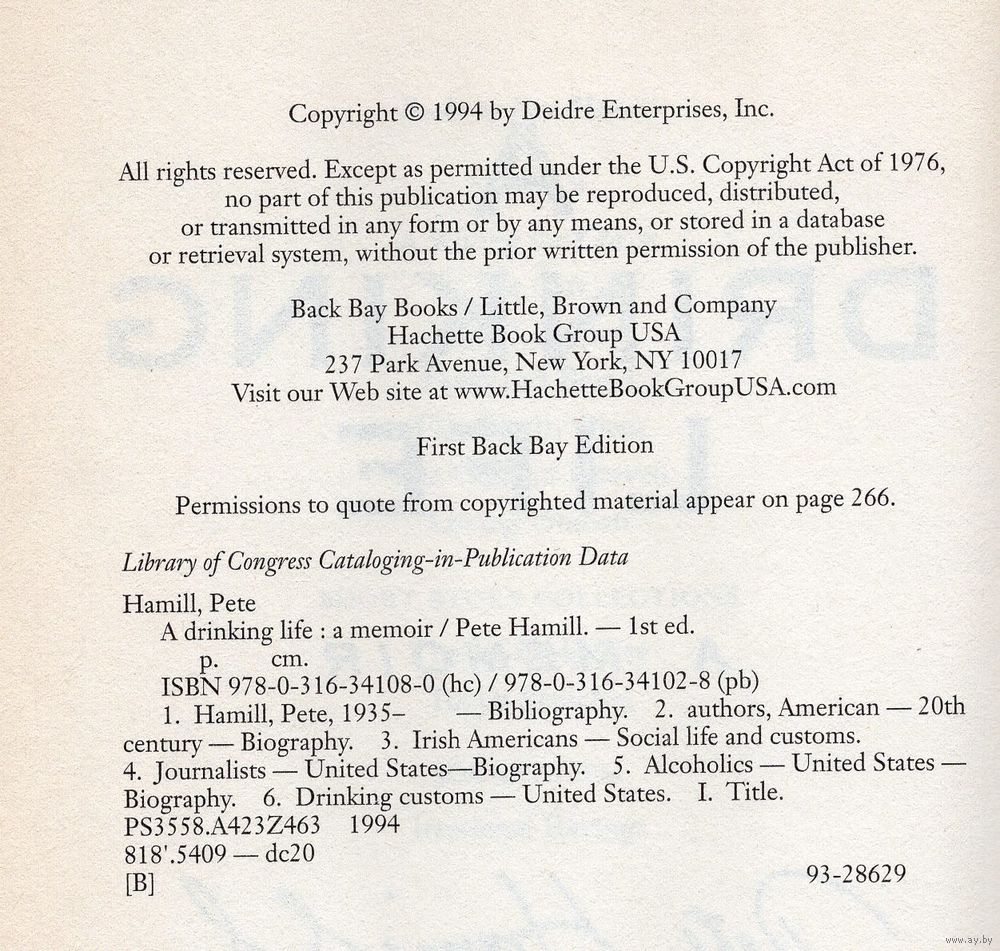 Copyright © 1994 by Deidre Enterprises, Inc.
All rights reserved. Except as permitted under the U.S. Copyright Act of 1976,
no part of this publication may be reproduced, distributed,
or transmitted in any form or by any means, or stored in a database
or retrieval system, without the prior written permission of the publisher.
Back Bay Books / Little, Brown and Company
Hachette Book Group USA
237 Park Avenue, New York, NY 10017
Visit our Web site at www.HachetteBookGroupUSA.com
First Back Bay Edition
Permissions to quote from copyrighted material appear on page 266.
Library of Congress Cataloging-in-Publication Data
Hamill, Pete
A drinking life : a memoir / Pete Hamill. — 1st ed.
p. cm.
ISBN 978-0-316-34108-0 (hc) / 978-0-316-34102-8 (pb)
1. Hamill, Pete, 1935– — Bibliography. 2. authors, American — 20th
century — Biography. 3. Irish Americans — Social life and customs.
4. Journalists — United States—Biography. 5. Alcoholics — United States —
Biography. 6. Drinking customs — United States. I. Title.
PS3558.A423Z463 1994
818'.5409 — dc20
[B] 93-28629
www.ay.by